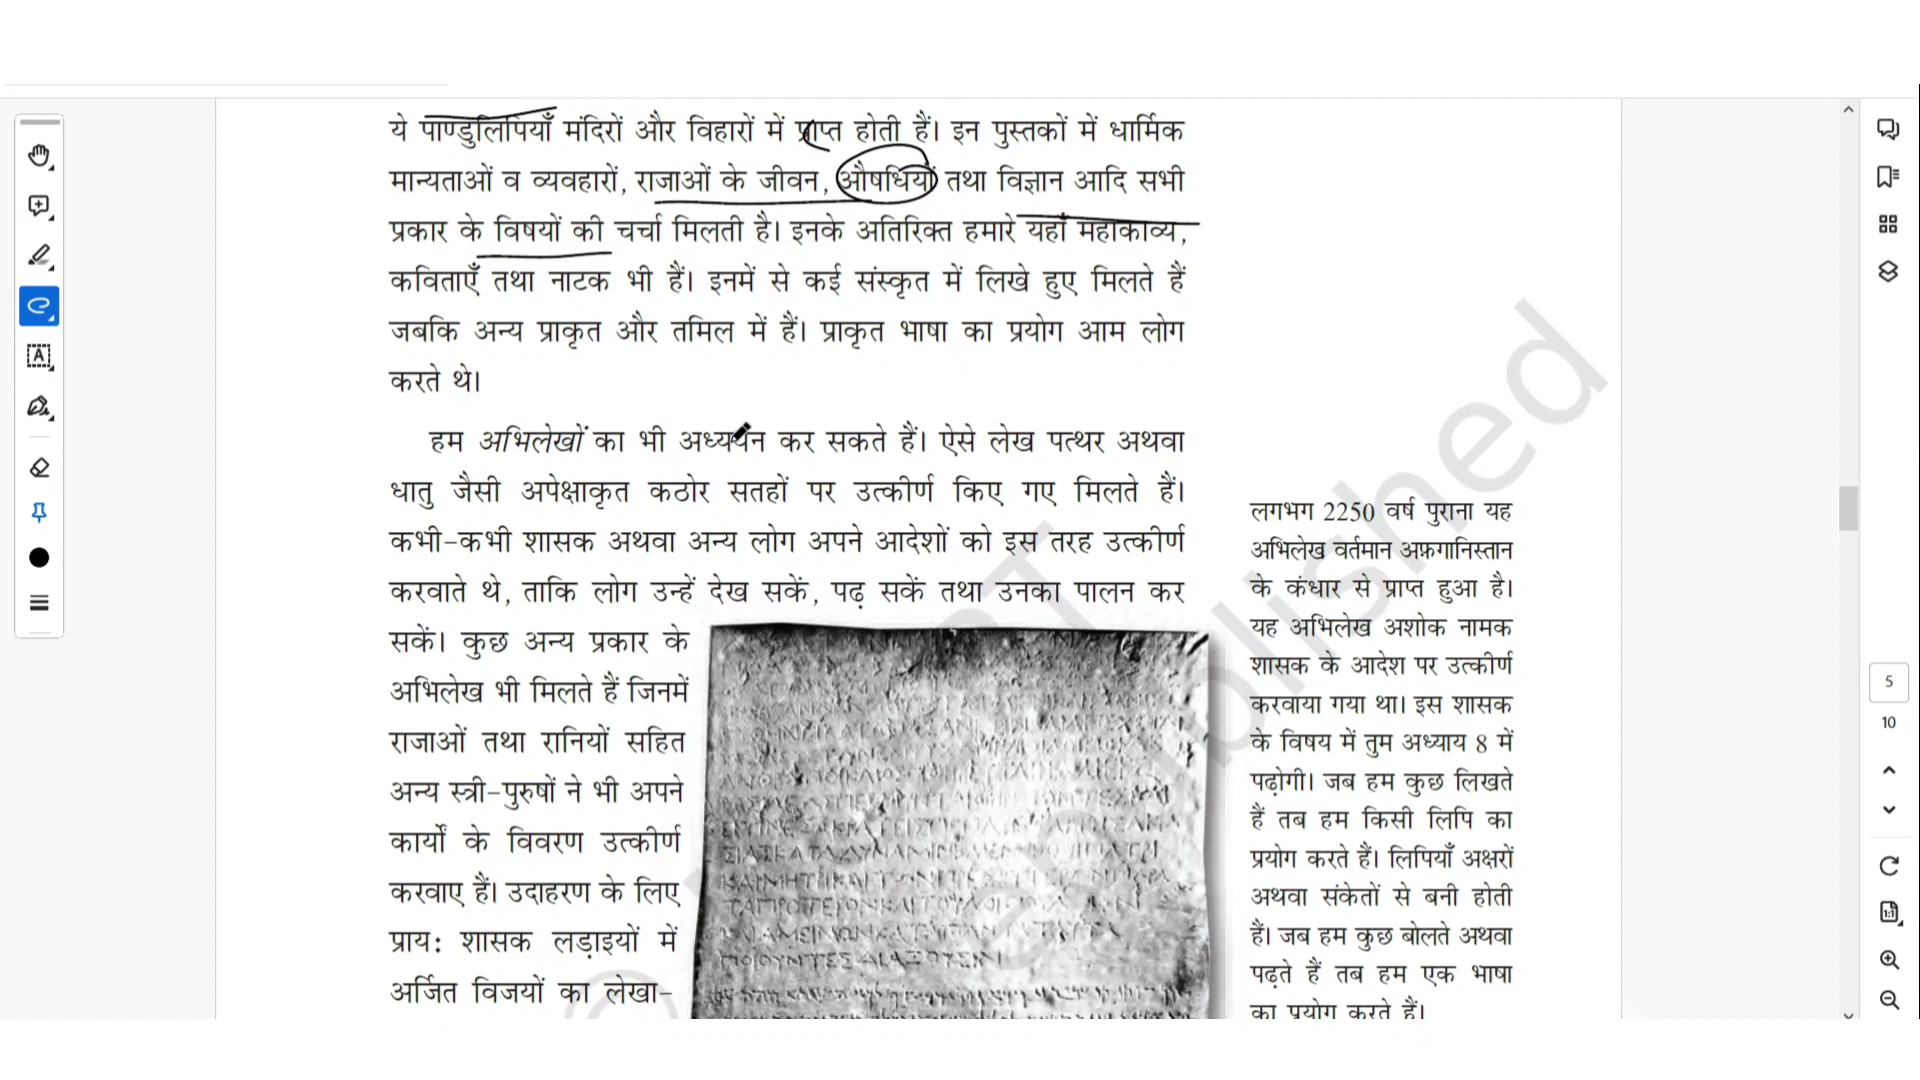 ये पाण्डुलिपियाँ मंदिरों और विहारों में प्राप्त होती हैं। इन पुस्तकों में धार्मिक
मान्यताओं व व्यवहारों, राजाओं के जीवन, औषधियों तथा विज्ञान आदि सभी
प्रकार के विषयों की चर्चा मिलती है। इनके अतिरिक्त हमारे यहाँ महाकाव्य,
कविताएँ तथा नाटक भी हैं। इनमें से कई संस्कृत में लिखे हुए मिलते हैं
जबकि अन्य प्राकृत और तमिल में हैं। प्राकृत भाषा का प्रयोग आम लोग
करते थे।
हम अभिलेखों का भी अध्ययन कर सकते हैं। ऐसे लेख पत्थर अथवा
धातु जैसी अपेक्षाकृत कठोर सतहों पर उत्कीर्ण किए गए मिलते हैं।
कभी-कभी शासक अथवा अन्य लोग अपने आदेशों को इस तरह उत्कीर्ण
करवाते थे, ताकि लोग उन्हें देख सकें, पढ़ सकें तथा उनका पालन कर
सकें। कुछ अन्य प्रकार के
अभिलेख भी मिलते हैं जिनमें
राजाओं तथा रानियों सहित
अन्य स्त्री-पुरुषों ने भी अपने
कार्यों के विवरण उत्कीर्ण
करवाए हैं। उदाहरण के लिए
प्राय: शासक लड़ाइयों में
अर्जित विजयों का लेखा-
लगभग 2250 वर्ष पुराना यह
अभिलेख वर्तमान अफ़गानिस्तान
के कंधार से प्राप्त हुआ है।
यह अभिलेख अशोक नामक
शासक के आदेश पर उत्कीर्ण
करवाया गया था। इस शासक
के विषय में तुम अध्याय 8 में
पढ़ोगी। जब हम कुछ लिखते
हैं तब हम किसी लिपि का
प्रयोग करते हैं। लिपियाँ अक्षरों
अथवा संकेतों से बनी होती
हैं। जब हम कुछ बोलते अथवा
पढ़ते हैं तब हम एक भाषा
का प्रयोग करते हैं।
5
10